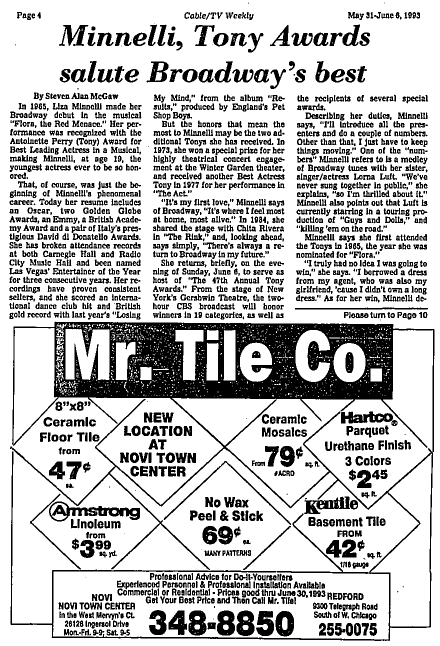 Page 4
Cable/TV Weekly
May 31-June 6, 1993
Minnelli, Tony Awards
salute Broadway's best
By Steven Alan McGaw
In 1965, Liza Minnelli made her
Broadway debut in the musical
"Flora, the Red Menace." Her per-
formance was recognized with the
Antoinette Perry (Tony) Award for
Best Leading Actress in a Musical,
making Minnelli, at age 19, the
youngest actress ever to be so hon-
ored.
That, of course, was just the be-
ginning of Minnelli's phenomenal
career. Today her resume includes
an Oscar, two Golden Globe
Awards, an Emmy, a British Acade-
my Award and a pair of Italy's pres-
tigious David di Donatello Awards.
She has broken attendance records
at both Carnegie Hall and Radio
City Music Hall and been named
Las Vegas' Entertainer of the Year
for three consecutive years. Her re-
cordings have proven consistent
sellers, and she scored an interna-
tional dance club hit and British
gold record with last year's "Losing
My Mind," from the album "Re-
sults," produced by England's Pet
Shop Boys.
But the honors that mean the
most to Minnelli may be the two ad-
ditional Tonys she has received. In
1973, she won a special prize for her
highly theatrical concert engage-
ment at the Winter Garden theater,
and received another Best Actress
Tony in 1977 for her performance in
"The Act."
"It's my first love," Minnelli says
of Broadway, "It's where I feel most
at home, most alive." In 1984, she
shared the stage with Chita Rivera
in "The Rink," and, looking ahead,
says simply, "There's always a re-
turn to Broadway in my future."
She returns, briefly, on the eve-
ning of Sunday, June 6, to serve as
host of "The 47th Annual Tony
Awards." From the stage of New
York's Gershwin Theatre, the two-
hour CBS broadcast will honor
winners in 19 categories, as well as
the recipients of several special
awards.
Describing her duties, Minnelli
says, "I'll introduce all the pres-
enters and do a couple of numbers.
Other than that, I just have to keep
things moving." One of the "num-
bers" Minnelli refers to is a medley
of Broadway tunes with her sister,
singer/actress Lorna Luft. "We've
never sung together in public," she
explains, "so I'm thrilled about it."
Minnelli also points out that Luft is
currently starring in a touring pro-
duction of "Guys and Dolls," and
"killing 'em on the road."
Minnelli says she first attended
the Tonys in 1965, the year she was
nominated for "Flora."
"I truly had no idea I was going to
win," she says. "I borrowed a dress
from my agent, who was also my
girlfriend, 'cause I didn't own a long
dress." As for her win, Minnelli de-
Please turn to Page 10
Mr. Tile Co.
8"x8"
Ceramic
Floor Tile
from
47¢
ea.
NEW
LOCATION
AT
NOVI TOWN
CENTER
Ceramic
Mosaics
From 79¢ sq. ft.
#ACRO
Hartco
Parquet
Urethane Finish
3 Colors
$2.45
sq. ft.
Armstrong
Linoleum
from
$3.99
sq. yd.
No Wax
Peel & Stick
69¢ ea.
MANY PATTERNS
Kentile
Basement Tile
FROM
42¢ sq. ft.
1/16 gauge
Professional Advice for Do-It-Yourselfers
Experienced Personnel & Professional Installation Available
Commercial or Residential - Prices good thru June 30, 1993
Get Your Best Price and Then Call Mr. Tile!
NOVI
NOVI TOWN CENTER
In the West Mervyn's Ct.
26126 Ingersol Drive
Mon.-Fri. 9-9; Sat. 9-5
348-8850
REDFORD
9300 Telegraph Road
South of W. Chicago
255-0075